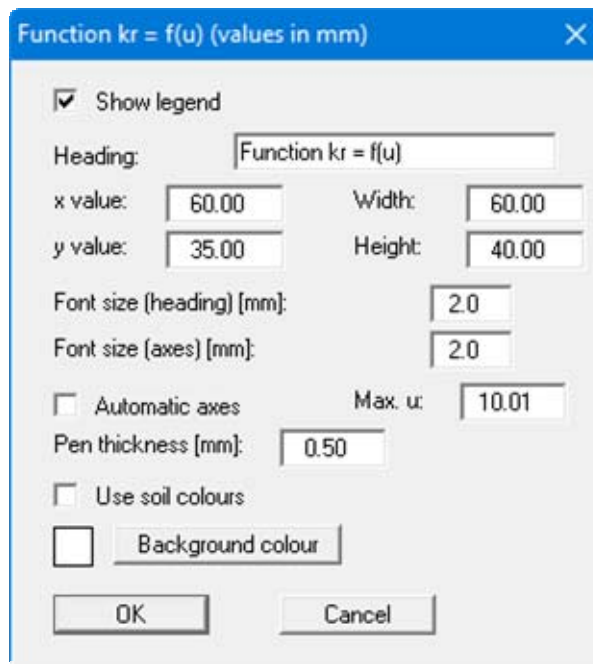 Function kr = f(u) (values in mm)
Show legend
Heading: Function kr = f(u)
x value: 60.00 Width: 60.00
y value: 35.00 Height: 40.00
Font size (heading) [mm]: 2.0
Font size (axes) [mm]: 2.0
Automatic axes Max. u: 10.01
Pen thickness [mm]: 0.50
Use soil colours
Background colour
OK Cancel